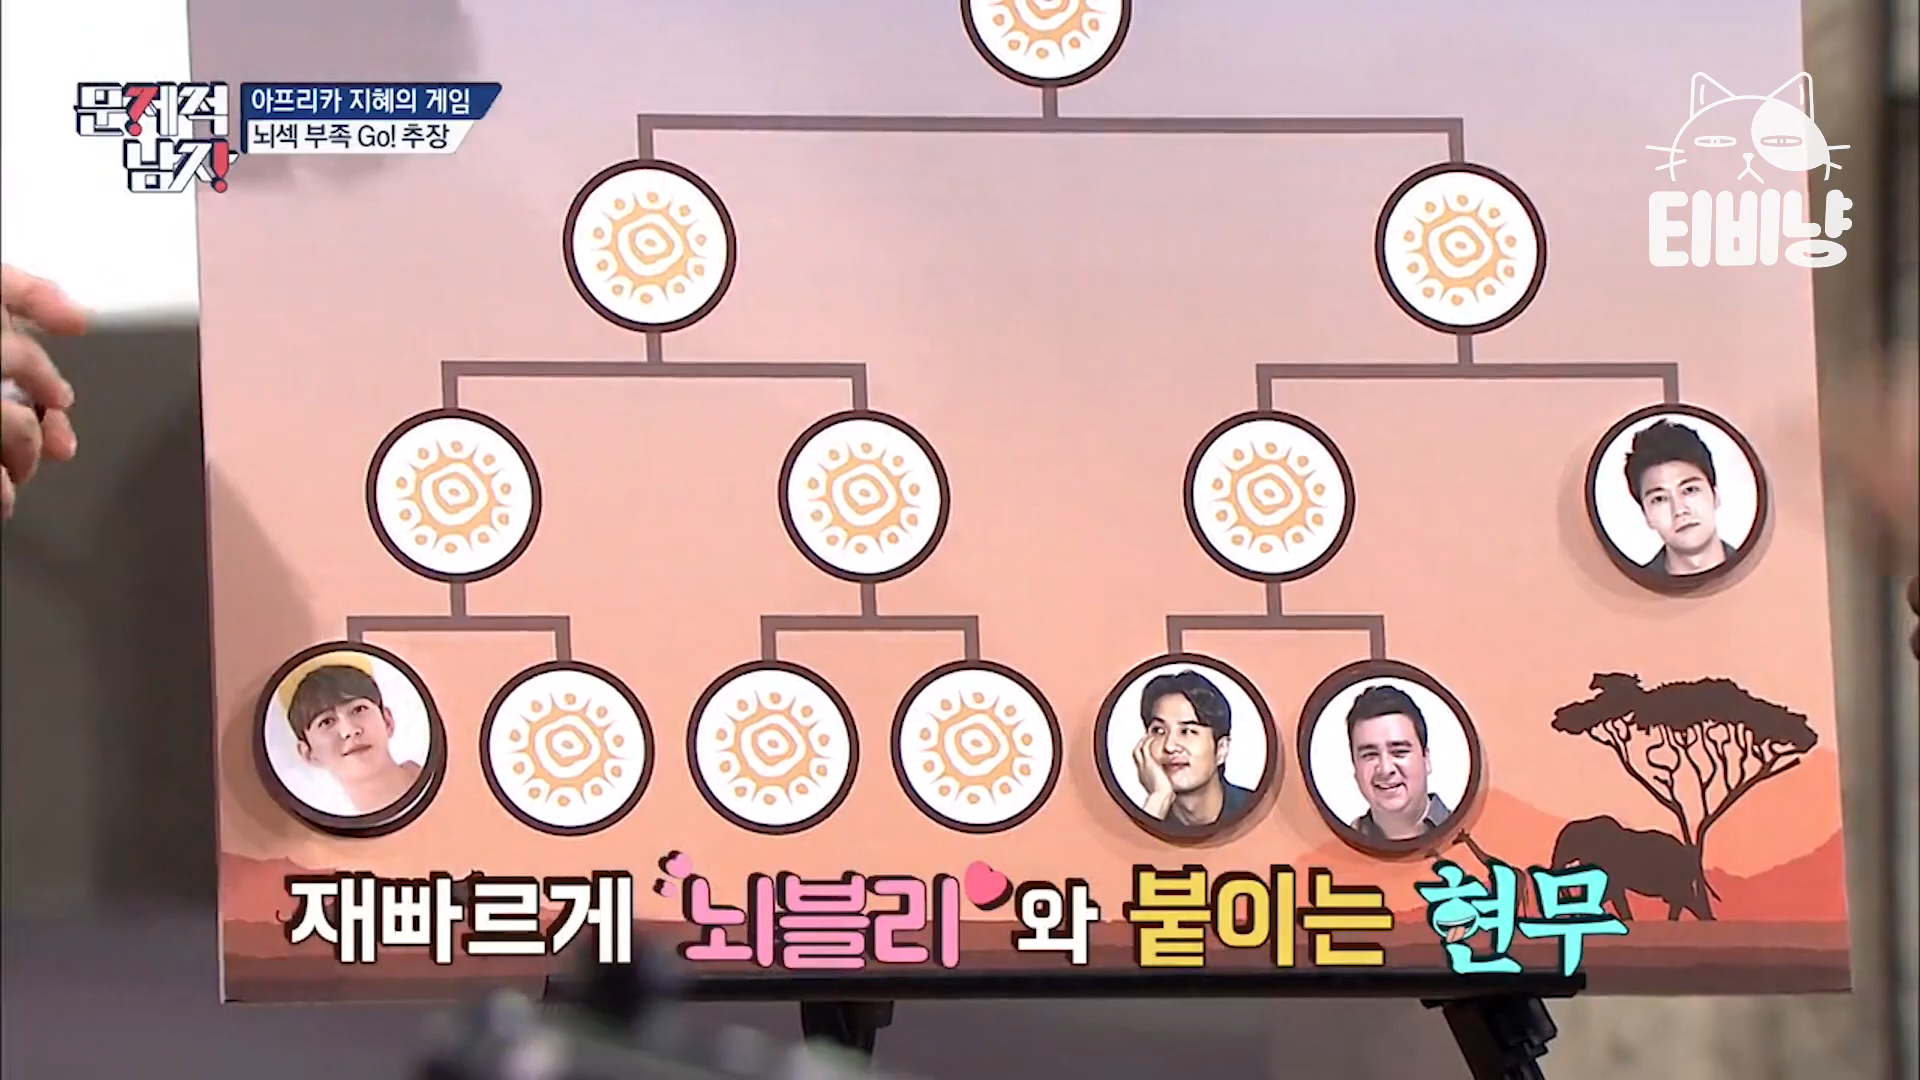 문제적
남자
아프리카 지혜의 게임
뇌섹 부족 Go! 추장
티비냥
재빠르게 뇌블리와 붙이는 현무